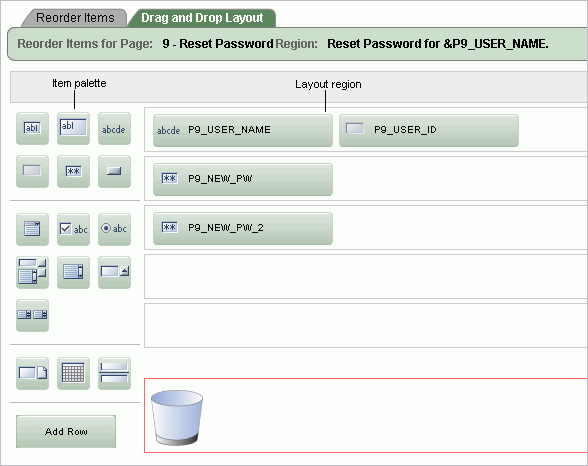 Reorder Items Drag and Drop Layout
Reorder Items for Page: 9 - Reset Password Region: Reset Password for &P9_USER_NAME.
Item palette Layout region
abl abl abcde abcde P9_USER_NAME P9_USER_ID
** ** P9_NEW_PW
abc abc ** P9_NEW_PW_2
Add Row